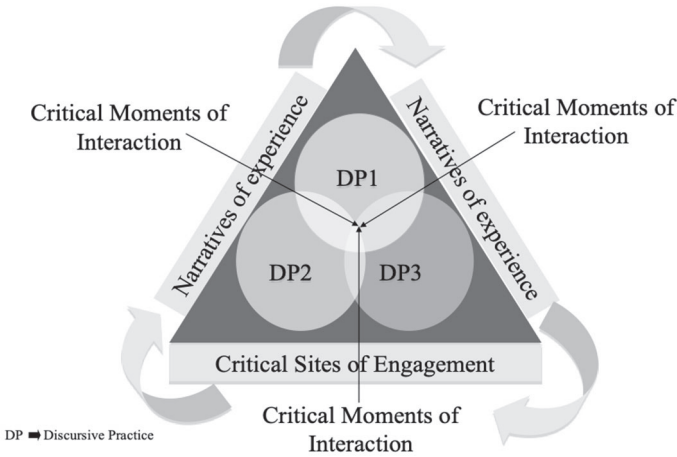 Critical Moments of
Interaction
Critical Moments of
Interaction
Narratives of experience
Narratives of experience
DP1
DP2
DP3
Critical Sites of Engagement
Critical Moments of
Interaction
DP ➡ Discursive Practice